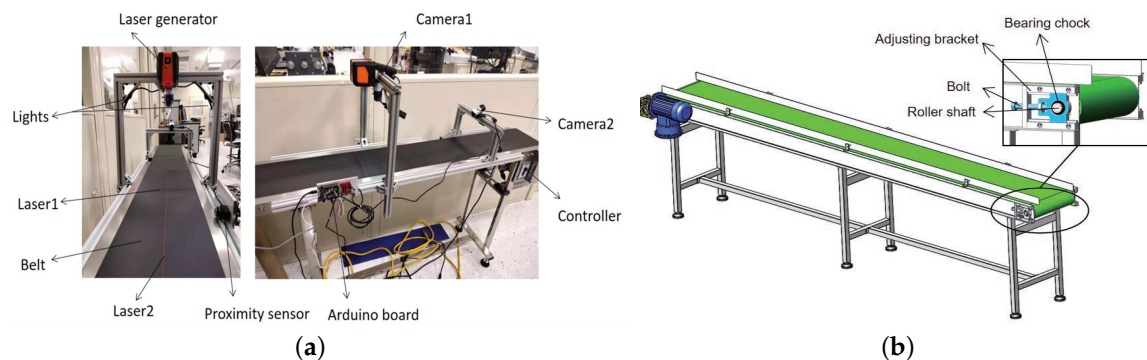 Laser generator
Camera1
Lights
Camera2
Laser1
Controller
Belt
Laser2
Proximity sensor
Arduino board
(a)
Bearing chock
Adjusting bracket
Bolt
Roller shaft
(b)